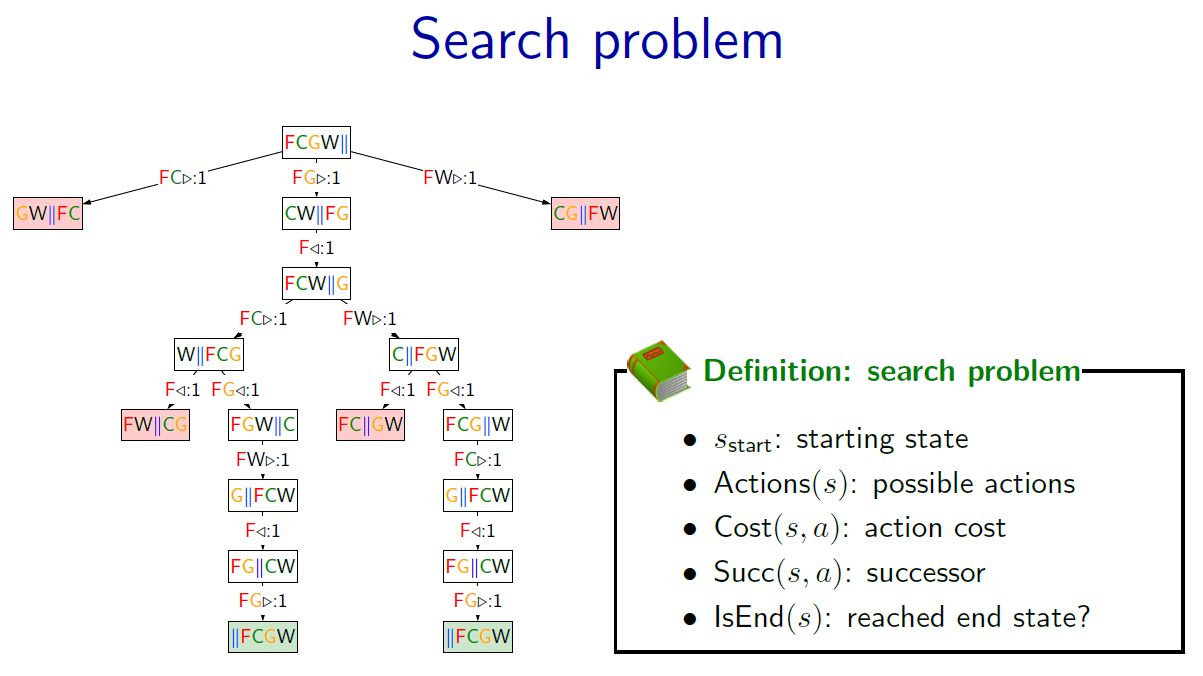 Search problem
FCGW‖
FC▷:1 FG▷:1 FW▷:1
GW‖FC CW‖FG CG‖FW
F◁:1
FCW‖G
FC▷:1 FW▷:1
W‖FCG C‖FGW
F◁:1 FG◁:1 F◁:1 FG◁:1
FW‖CG FGW‖C FC‖GW FCG‖W
FW▷:1 FC▷:1
G‖FCW G‖FCW
F◁:1 F◁:1
FG‖CW FG‖CW
FG▷:1 FG▷:1
‖FCGW ‖FCGW
Definition: search problem
• s_start: starting state
• Actions(s): possible actions
• Cost(s, a): action cost
• Succ(s, a): successor
• IsEnd(s): reached end state?